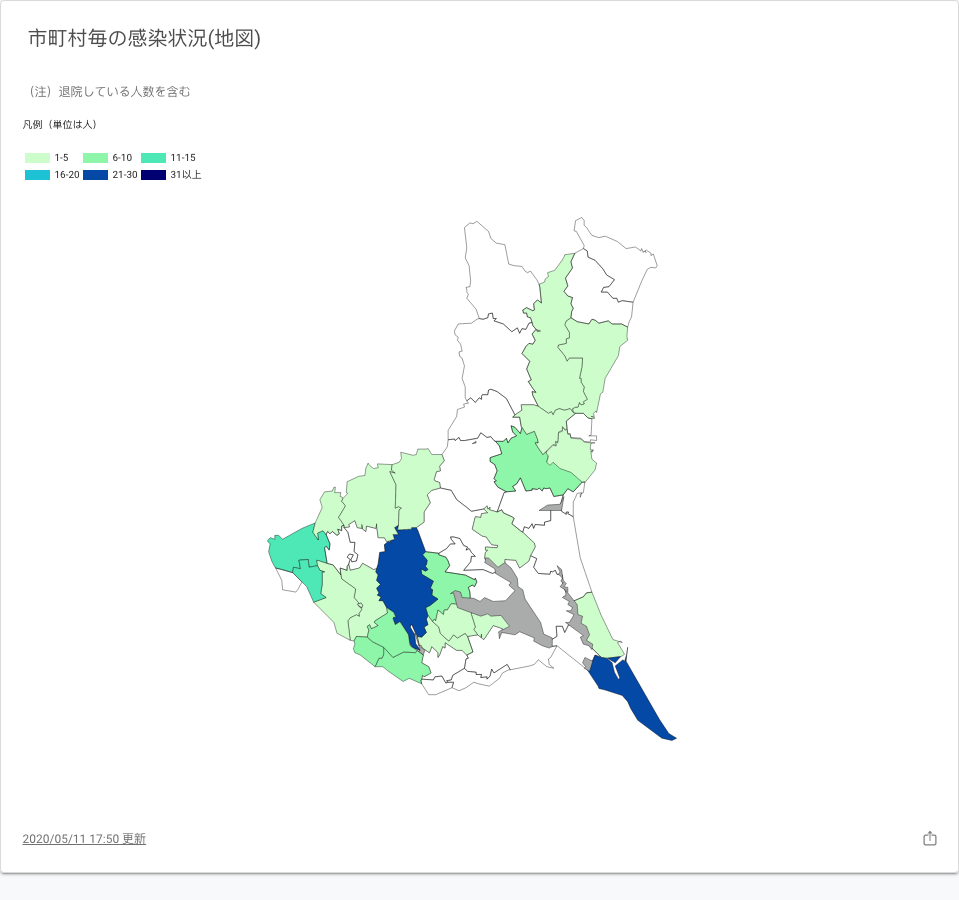 市町村毎の感染状況(地図)
（注）退院している人数を含む
凡例（単位は人）
1-5 6-10 11-15
16-20 21-30 31以上
2020/05/11 17:50 更新